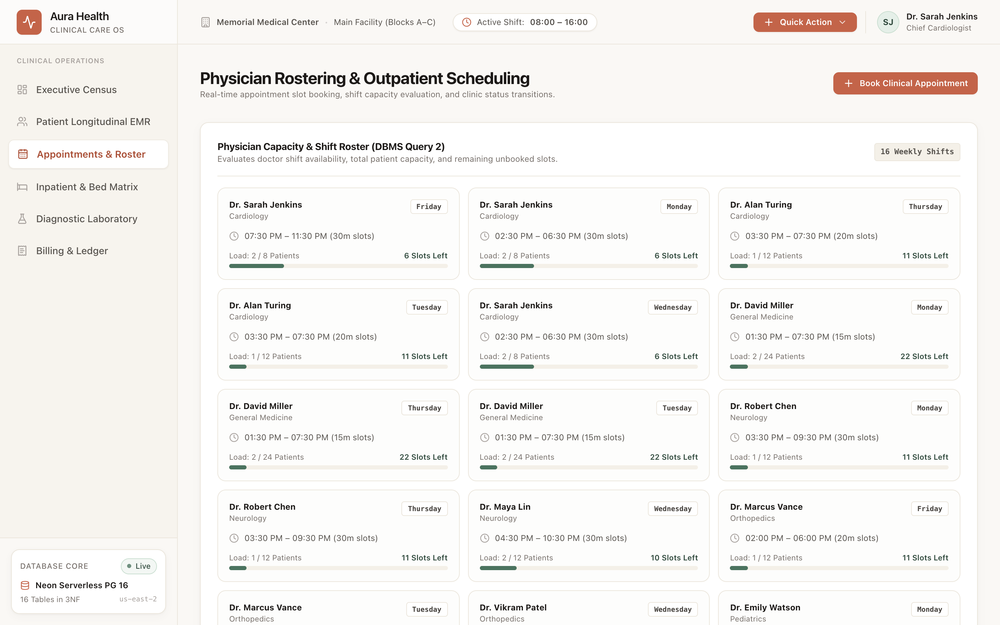 Aura Health
CLINICAL CARE OS
Memorial Medical Center · Main Facility (Blocks A–C)
Active Shift: 08:00 – 16:00
Quick Action
SJ
Dr. Sarah Jenkins
Chief Cardiologist
CLINICAL OPERATIONS
Executive Census
Patient Longitudinal EMR
Appointments & Roster
Inpatient & Bed Matrix
Diagnostic Laboratory
Billing & Ledger
DATABASE CORE
Live
Neon Serverless PG 16
16 Tables in 3NF
us-east-2
Physician Rostering & Outpatient Scheduling
Real-time appointment slot booking, shift capacity evaluation, and clinic status transitions.
Book Clinical Appointment
Physician Capacity & Shift Roster (DBMS Query 2)
Evaluates doctor shift availability, total patient capacity, and remaining unbooked slots.
16 Weekly Shifts
Dr. Sarah Jenkins
Friday
Cardiology
07:30 PM – 11:30 PM (30m slots)
Load: 2 / 8 Patients
6 Slots Left
Dr. Sarah Jenkins
Monday
Cardiology
02:30 PM – 06:30 PM (30m slots)
Load: 2 / 8 Patients
6 Slots Left
Dr. Alan Turing
Thursday
Cardiology
03:30 PM – 07:30 PM (20m slots)
Load: 1 / 12 Patients
11 Slots Left
Dr. Alan Turing
Tuesday
Cardiology
03:30 PM – 07:30 PM (20m slots)
Load: 1 / 12 Patients
11 Slots Left
Dr. Sarah Jenkins
Wednesday
Cardiology
02:30 PM – 06:30 PM (30m slots)
Load: 2 / 8 Patients
6 Slots Left
Dr. David Miller
Monday
General Medicine
01:30 PM – 07:30 PM (15m slots)
Load: 2 / 24 Patients
22 Slots Left
Dr. David Miller
Thursday
General Medicine
01:30 PM – 07:30 PM (15m slots)
Load: 2 / 24 Patients
22 Slots Left
Dr. David Miller
Tuesday
General Medicine
01:30 PM – 07:30 PM (15m slots)
Load: 2 / 24 Patients
22 Slots Left
Dr. Robert Chen
Monday
Neurology
03:30 PM – 09:30 PM (30m slots)
Load: 1 / 12 Patients
11 Slots Left
Dr. Robert Chen
Thursday
Neurology
03:30 PM – 09:30 PM (30m slots)
Load: 1 / 12 Patients
11 Slots Left
Dr. Maya Lin
Wednesday
Neurology
04:30 PM – 10:30 PM (30m slots)
Load: 2 / 12 Patients
10 Slots Left
Dr. Marcus Vance
Friday
Orthopedics
02:00 PM – 06:00 PM (20m slots)
Load: 1 / 12 Patients
11 Slots Left
Dr. Marcus Vance
Tuesday
Orthopedics
Dr. Vikram Patel
Wednesday
Orthopedics
Dr. Emily Watson
Monday
Pediatrics